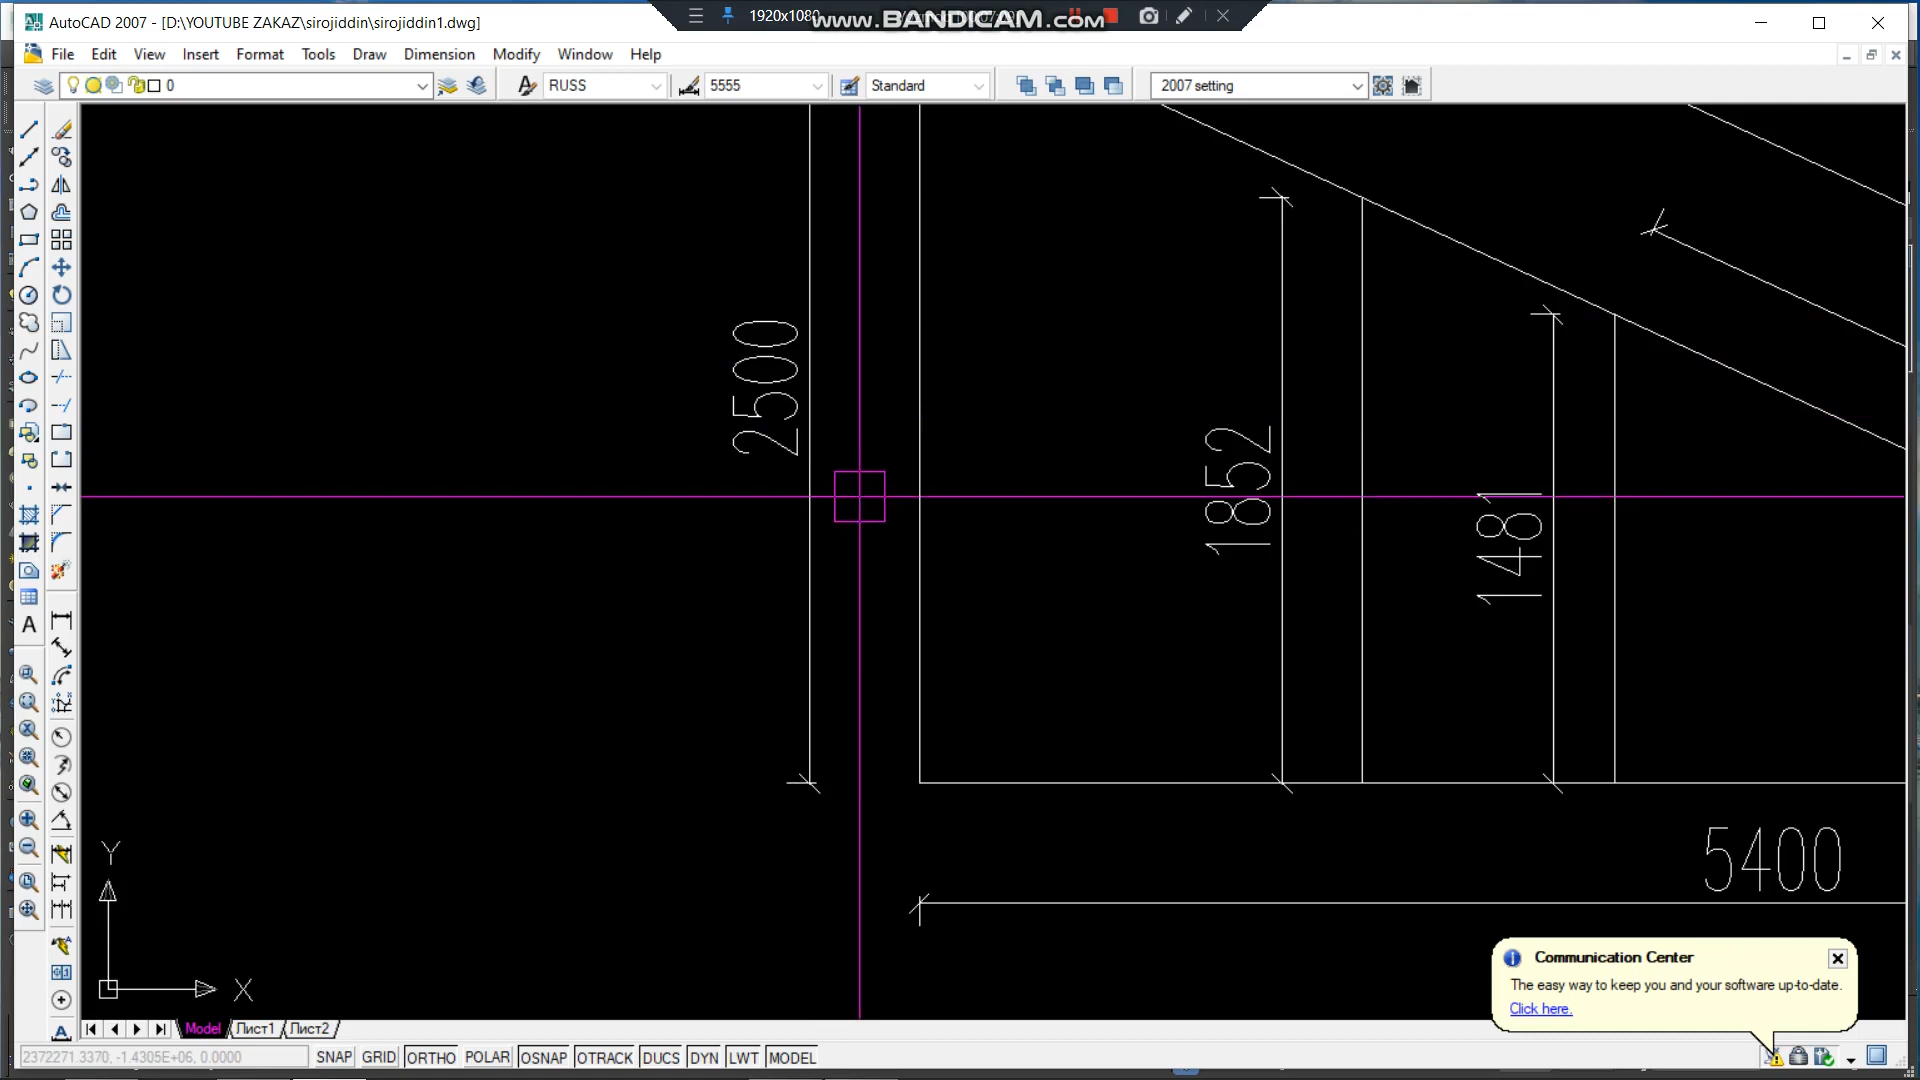 AutoCAD 2007 - [D:\YOUTUBE ZAKAZ\sirojiddin\sirojiddin1.dwg]
1920x1080
www.BANDICAM.com
File Edit View Insert Format Tools Draw Dimension Modify Window Help
0
RUSS
5555
Standard
2007 setting
2500
1852
1481
5400
Y
X
Communication Center
The easy way to keep you and your software up-to-date.
Click here.
Model Лист1 Лист2
2372271.3370, -1.4305E+06, 0.0000
SNAP GRID ORTHO POLAR OSNAP OTRACK DUCS DYN LWT MODEL